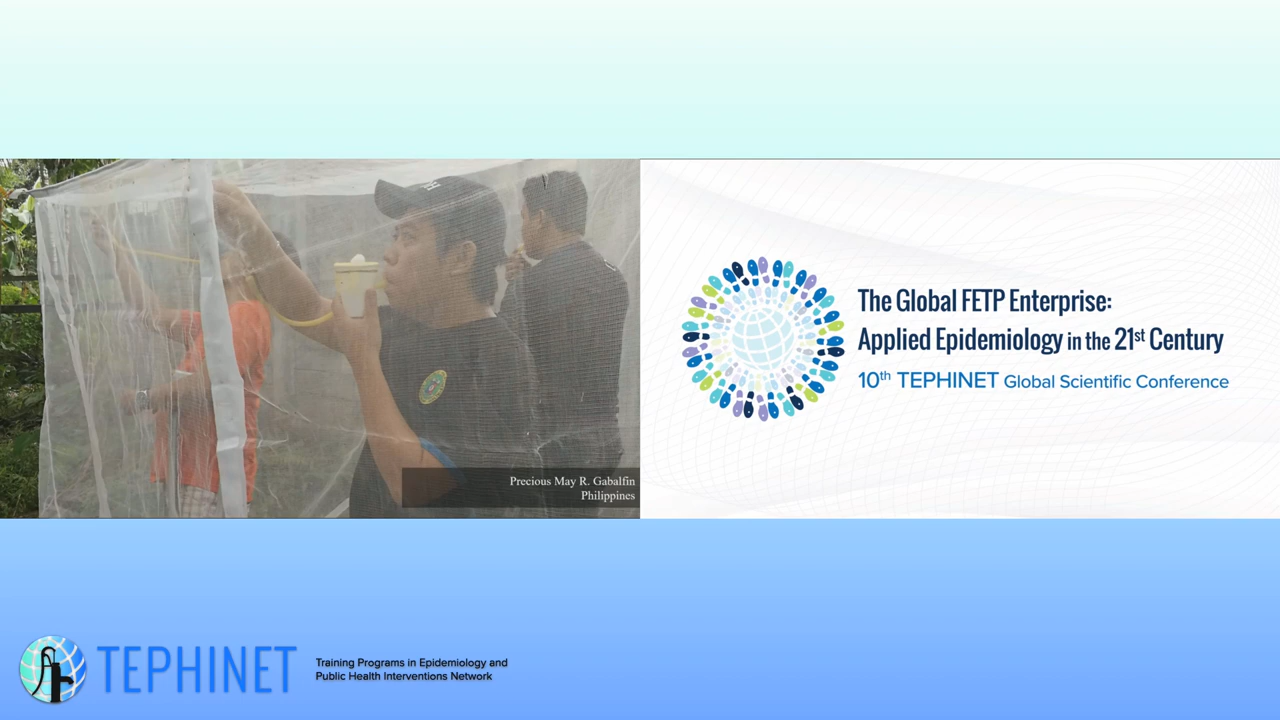 Precious May R. Gabalfin
Philippines
The Global FETP Enterprise:
Applied Epidemiology in the 21st Century
10th TEPHINET Global Scientific Conference
TEPHINET
Training Programs in Epidemiology and
Public Health Interventions Network